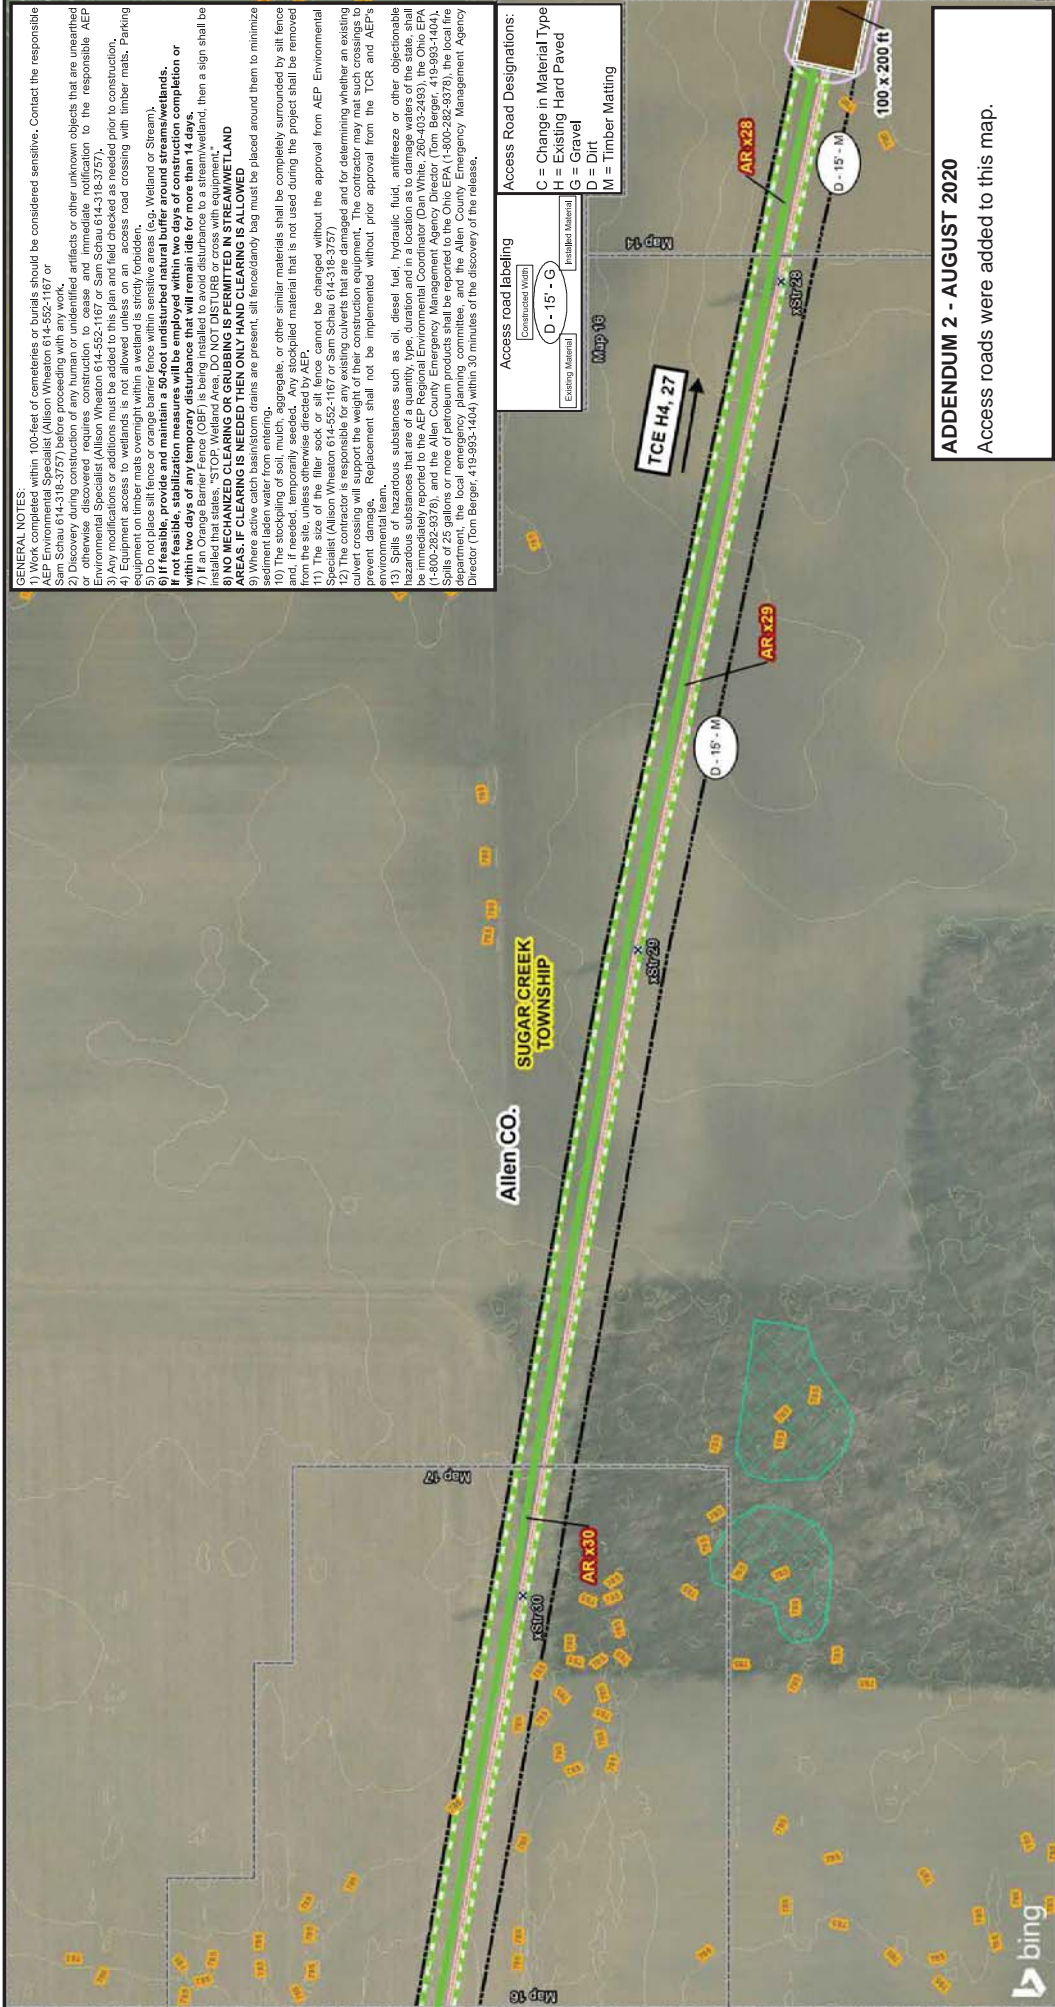 GENERAL NOTES:
1) Work completed within 100-feet of cemeteries or burials should be considered sensitive. Contact the responsible
AEP Environmental Specialist (Allison Wheaton 614-552-1167 or
Sam Schau 614-318-3757) before proceeding with any work.
2) Discovery during construction of any human or unidentified artifacts or other unknown objects that are unearthed
or otherwise discovered requires construction to cease and immediate notification to the responsible AEP
Environmental Specialist (Allison Wheaton 614-552-1167 or Sam Schau 614-318-3757).
3) Any modifications or additions must be added to this plan and field checked as needed prior to construction.
4) Equipment access to wetlands is not allowed unless on an access road crossing with timber mats. Parking
equipment on timber mats overnight within a wetland is strictly forbidden.
5) Do not place silt fence or orange barrier fence within sensitive areas (e.g. Wetland or Stream).
6) If feasible, provide and maintain a 50-foot undisturbed natural buffer around streams/wetlands.
If not feasible, stabilization measures will be employed within two days of construction completion or
within two days of any temporary disturbance that will remain idle for more than 14 days.
7) If an Orange Barrier Fence (OBF) is being installed to avoid disturbance to a stream/wetland, then a sign shall be
installed that states, "STOP, Wetland Area, DO NOT DISTURB or cross with equipment."
8) NO MECHANIZED CLEARING OR GRUBBING IS PERMITTED IN STREAM/WETLAND
AREAS. IF CLEARING IS NEEDED THEN ONLY HAND CLEARING IS ALLOWED
9) Where active catch basin/storm drains are present, silt fence/dandy bag must be placed around them to minimize
sediment laden water from entering.
10) The stockpiling of soil, mulch, aggregate, or other similar materials shall be completely surrounded by silt fence
and, if needed, temporarily seeded. Any stockpiled material that is not used during the project shall be removed
from the site, unless otherwise directed by AEP.
11) The size of the filter sock or silt fence cannot be changed without the approval from AEP Environmental
Specialist (Allison Wheaton 614-552-1167 or Sam Schau 614-318-3757)
12) The contractor is responsible for any existing culverts that are damaged and for determining whether an existing
culvert crossing will support the weight of their construction equipment. The contractor may mat such crossings to
prevent damage. Replacement shall not be implemented without prior approval from the TCR and AEP's
environmental team.
13) Spills of hazardous substances such as oil, diesel fuel, hydraulic fluid, antifreeze or other objectionable
hazardous substances that are of a quantity, type, duration and in a location as to damage waters of the state, shall
be immediately reported to the AEP Regional Environmental Coordinator (Dan White, 260-403-2493), the Ohio EPA
(1-800-282-9378), and the Allen County Emergency Management Agency Director (Tom Berger, 419-993-1404).
Spills of 25 gallons or more of petroleum products shall be reported to the Ohio EPA (1-800-282-9378), the local fire
department, the local emergency planning committee, and the Allen County Emergency Management Agency
Director (Tom Berger, 419-993-1404) within 30 minutes of the discovery of the release.
Access road labeling
Constructed Width
D - 15' - G
Existing Material
Installed Material
Access Road Designations:
C = Change in Material Type
H = Existing Hard Paved
G = Gravel
D = Dirt
M = Timber Matting
Map 16
Map 14
TCE H4, 27
AR x28
D - 15' - M
100 x 200 ft
xStr 28
AR x29
D - 15' - M
xStr 29
SUGAR CREEK
TOWNSHIP
Allen CO.
Map 17
AR x30
xStr 30
Map 16
ADDENDUM 2 - AUGUST 2020
Access roads were added to this map.
bing